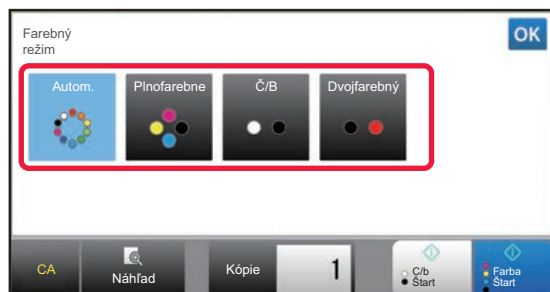 Farebný
režim
OK
Autom.
Plnofarebne
Č/B
Dvojfarebný
CA
Náhľad
Kópie
1
C/b
Štart
Farba
Štart